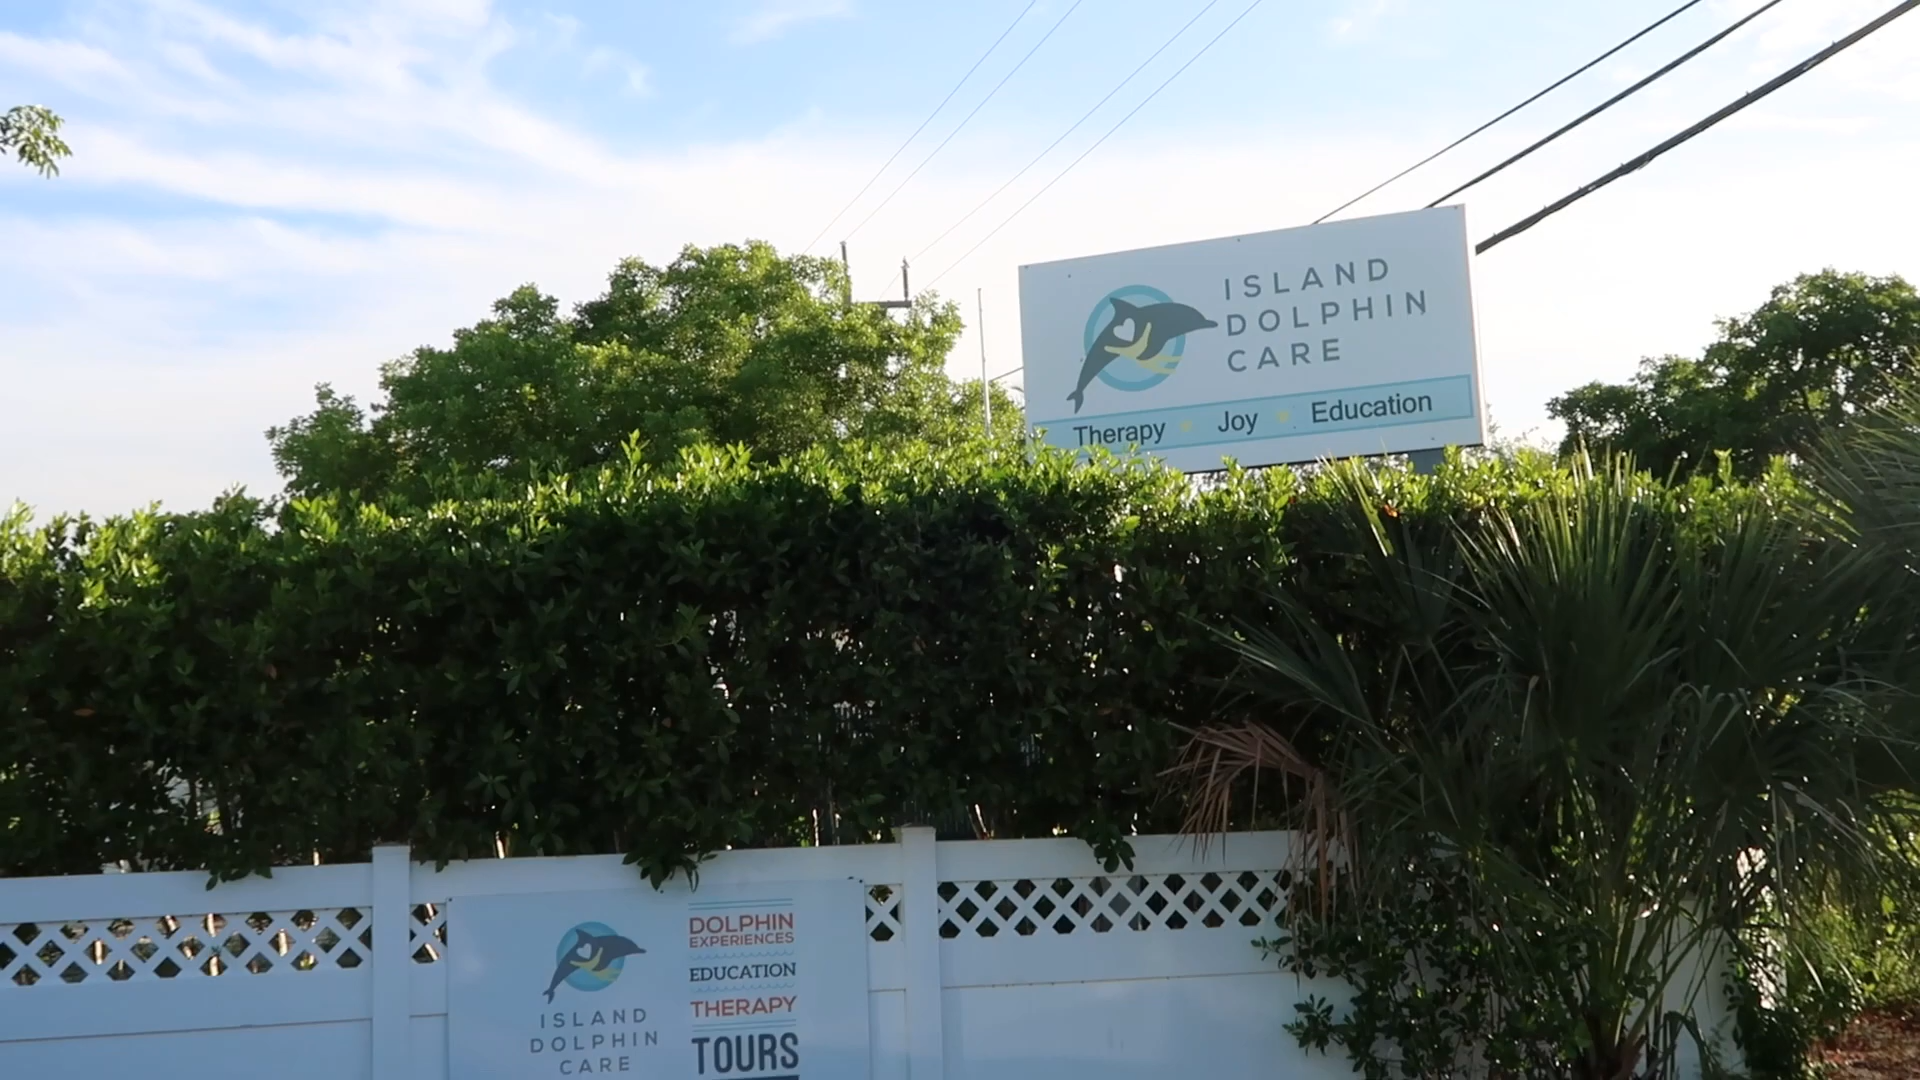 ISLAND
DOLPHIN
CARE
Therapy Joy Education
ISLAND
DOLPHIN
CARE
DOLPHIN
EXPERIENCES
EDUCATION
THERAPY
TOURS